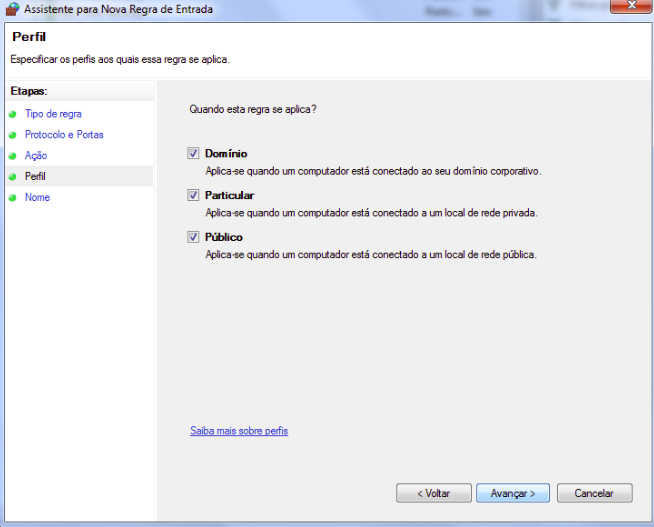 Assistente para Nova Regra de Entrada
Perfil
Especificar os perfis aos quais essa regra se aplica.
Etapas:
Tipo de regra
Protocolo e Portas
Ação
Perfil
Nome
Quando esta regra se aplica?
Domínio
Aplica-se quando um computador está conectado ao seu domínio corporativo.
Particular
Aplica-se quando um computador está conectado a um local de rede privada.
Público
Aplica-se quando um computador está conectado a um local de rede pública.
Saiba mais sobre perfis
< Voltar
Avançar >
Cancelar